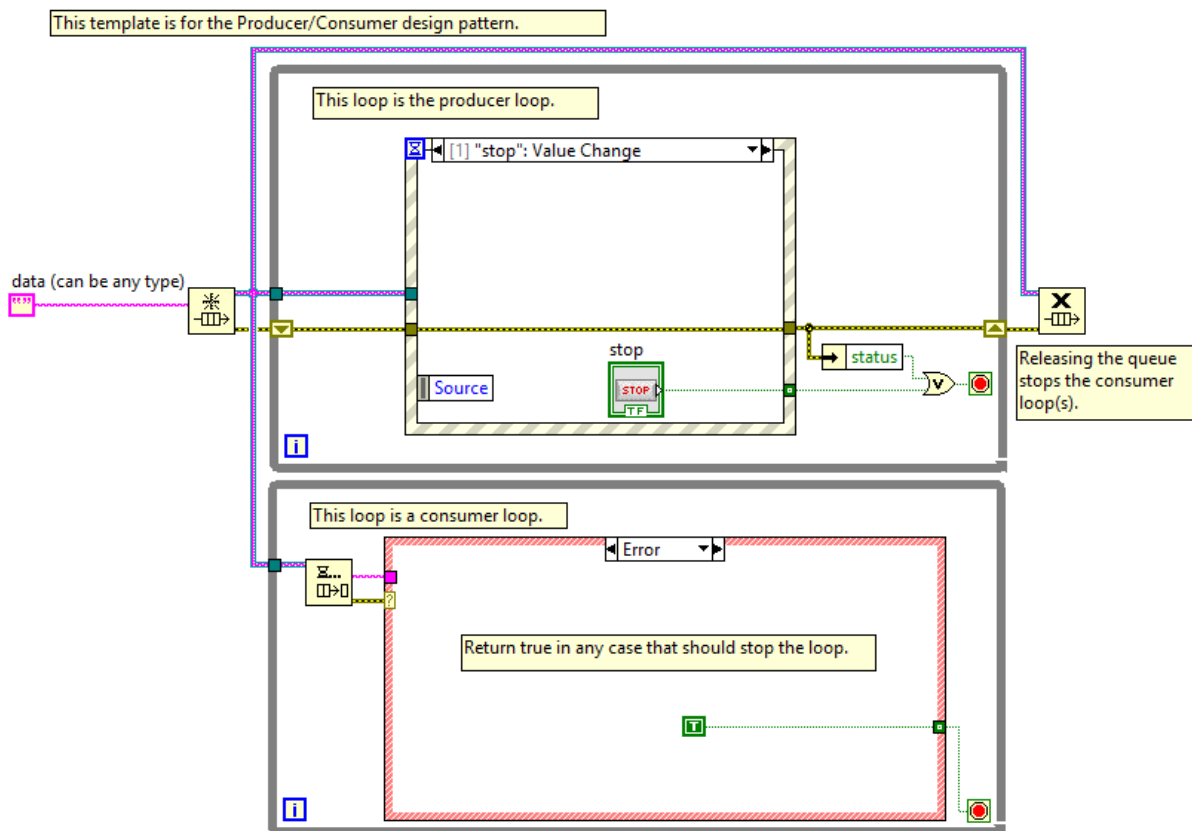 This template is for the Producer/Consumer design pattern.
This loop is the producer loop.
[1] "stop": Value Change
data (can be any type)
stop
status
STOP
TF
Source
Releasing the queue
stops the consumer
loop(s).
i
This loop is a consumer loop.
Error
?
Return true in any case that should stop the loop.
T
i